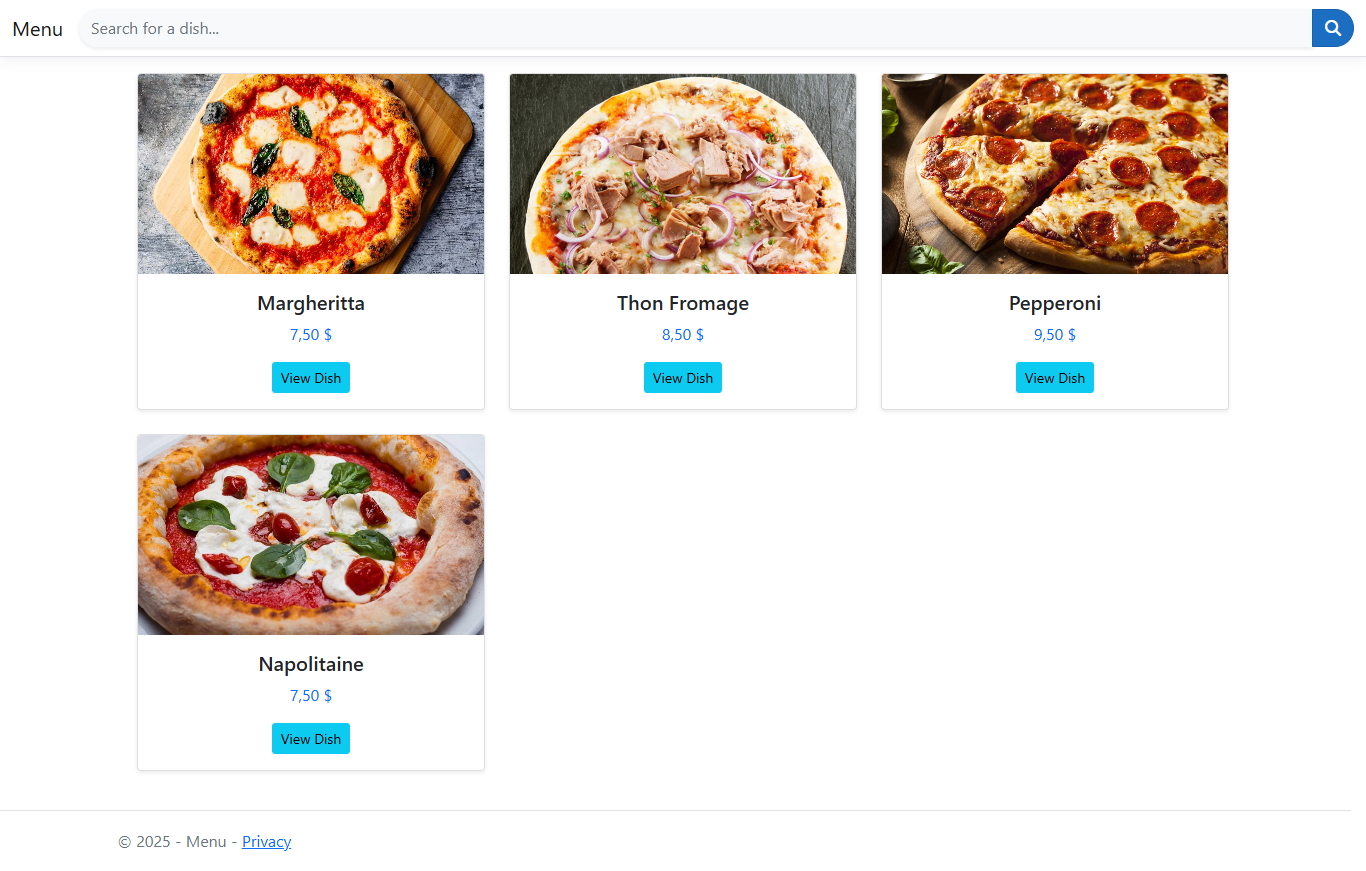 Menu
Search for a dish...
Margheritta
Thon Fromage
Pepperoni
7,50 $
8,50 $
9,50 $
View Dish
View Dish
View Dish
Napolitaine
7,50 $
View Dish
© 2025 - Menu - Privacy